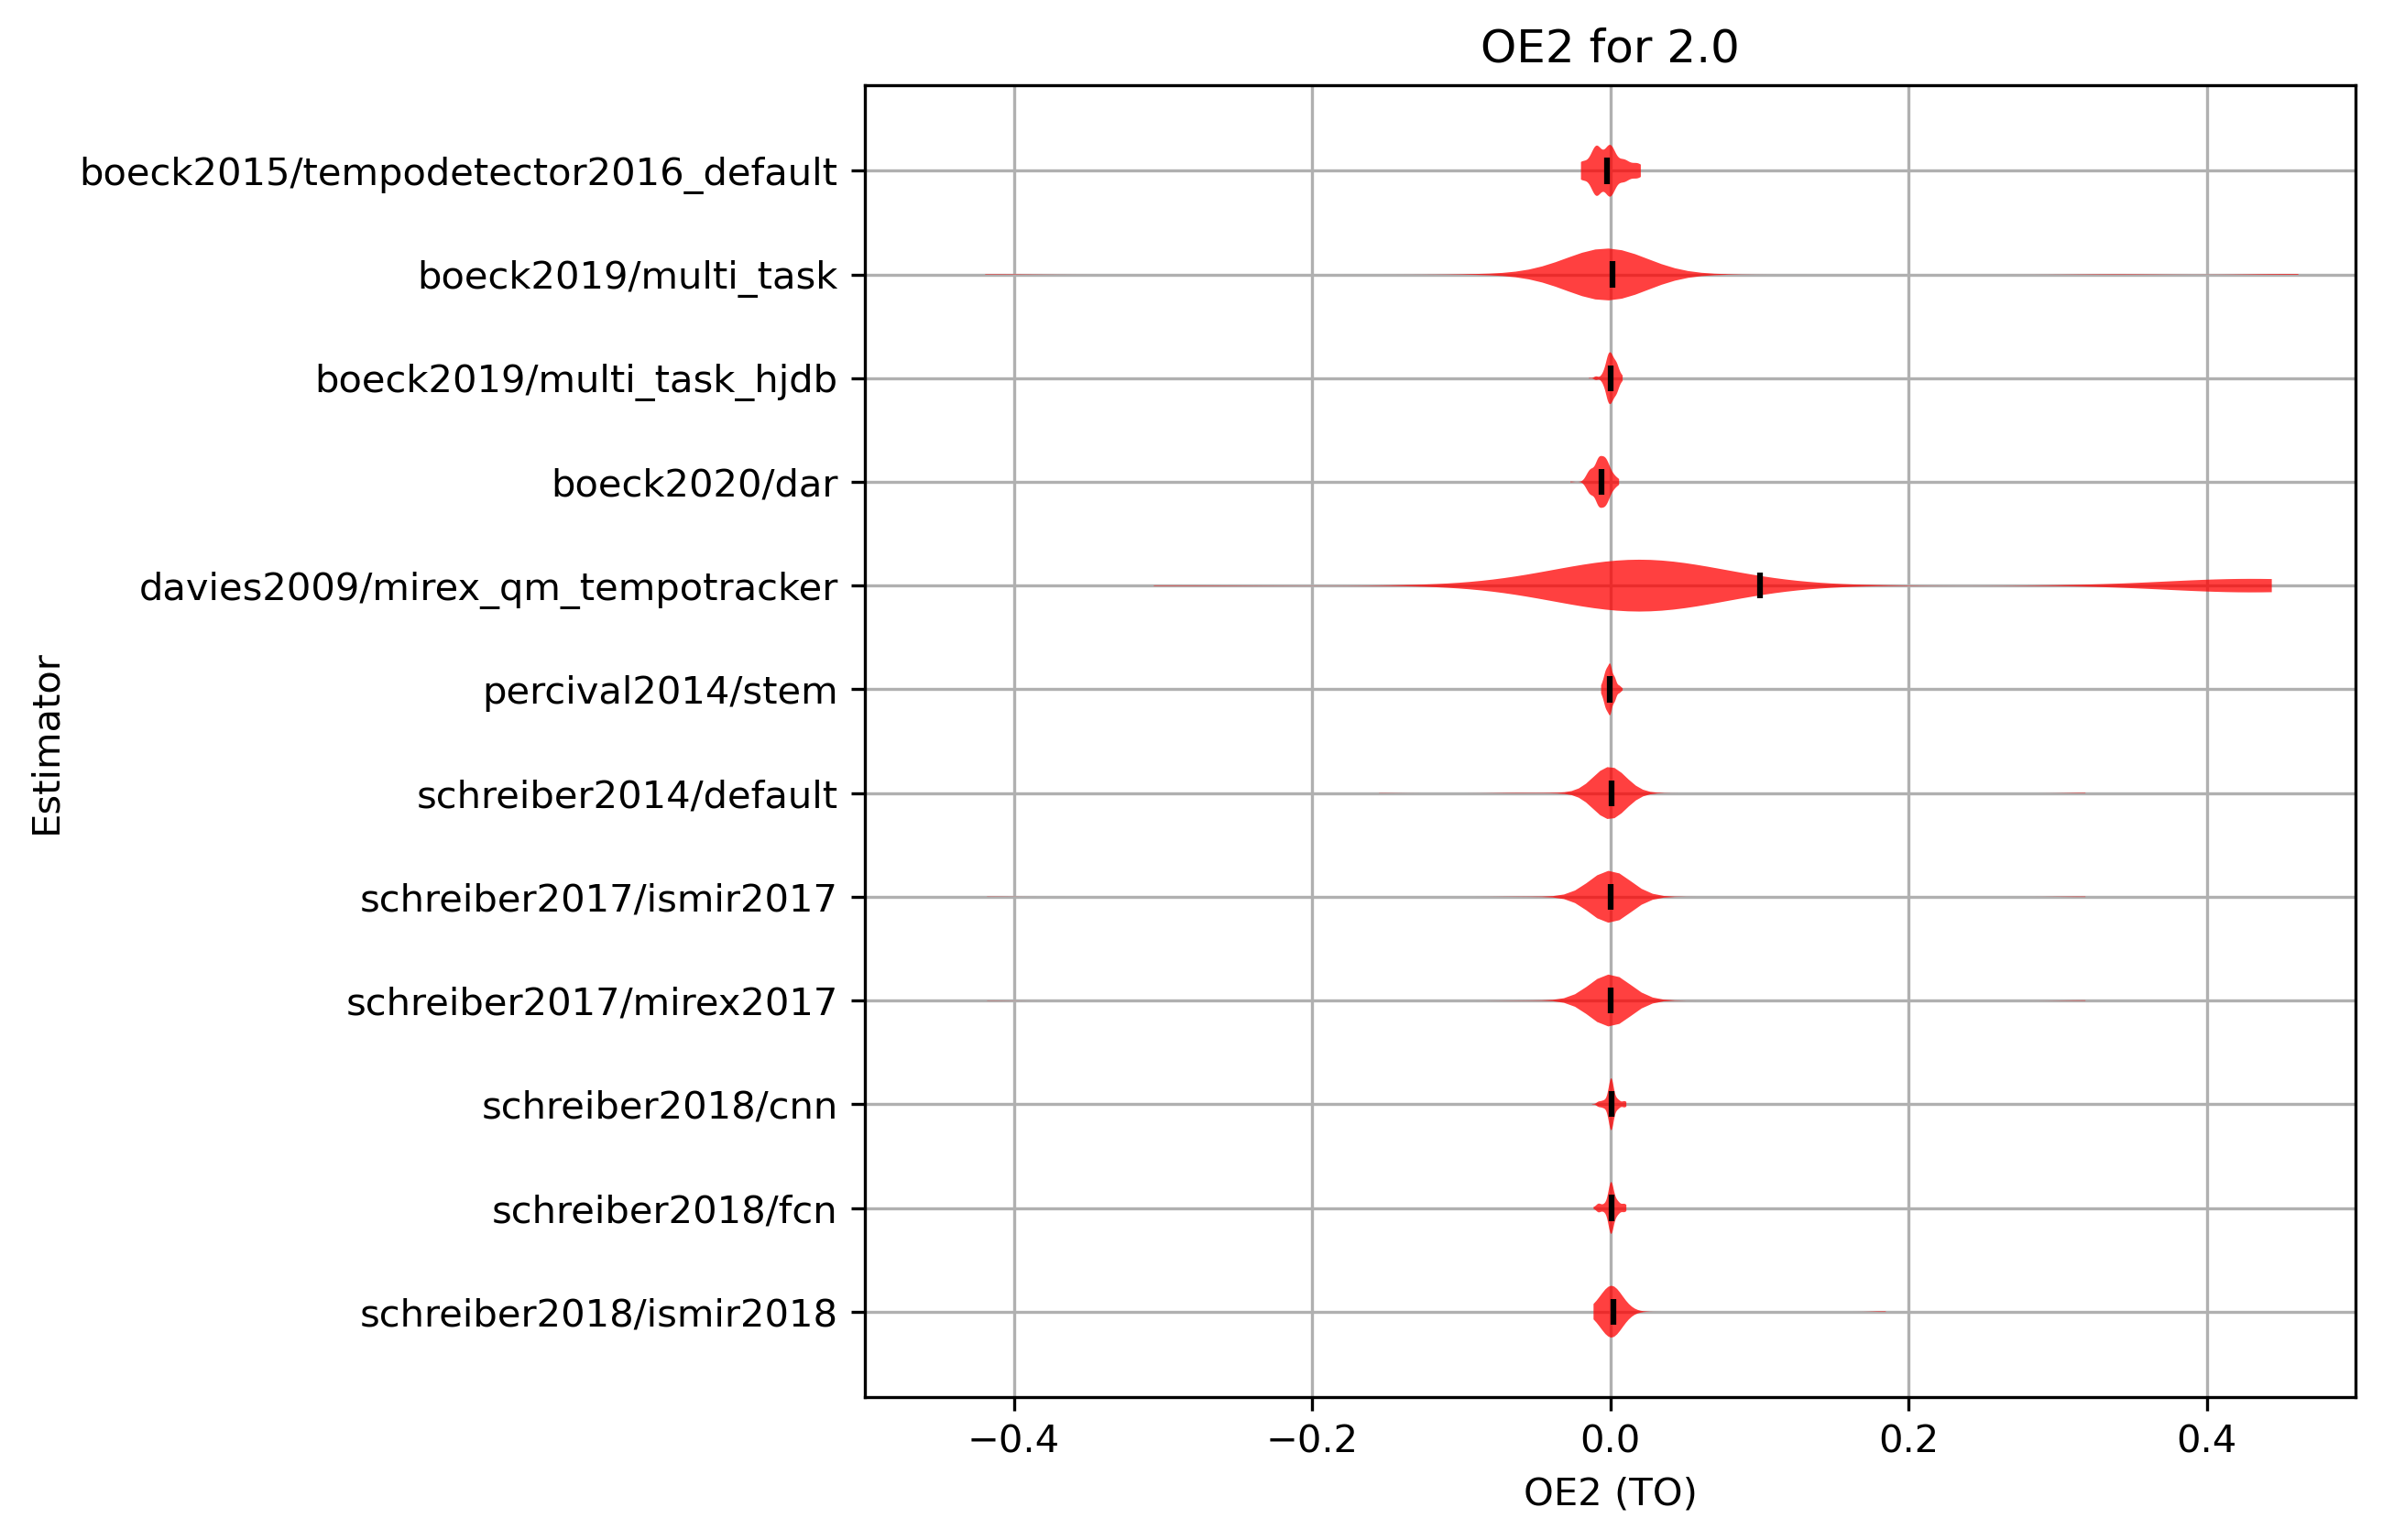 OE2 for 2.0
boeck2015/tempodetector2016_default
boeck2019/multi_task
boeck2019/multi_task_hjdb
boeck2020/dar
davies2009/mirex_qm_tempotracker
percival2014/stem
schreiber2014/default
schreiber2017/ismir2017
schreiber2017/mirex2017
schreiber2018/cnn
schreiber2018/fcn
schreiber2018/ismir2018
Estimator
−0.4 −0.2 0.0 0.2 0.4
OE2 (TO)